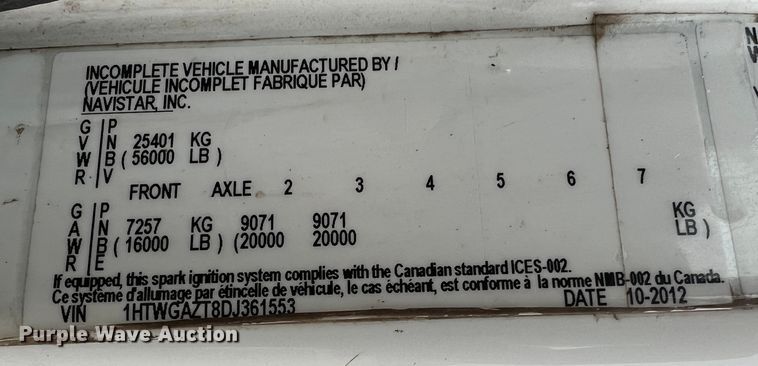 INCOMPLETE VEHICLE MANUFACTURED BY /
(VEHICULE INCOMPLET FABRIQUE PAR)
NAVISTAR, INC.
G P
V N 25401 KG
W B (56000 LB)
R V
FRONT AXLE 2 3 4 5 6 7
G P
A N 7257 KG 9071 9071 KG
W B (16000 LB) (20000 20000 LB)
R E
If equipped, this spark ignition system complies with the Canadian standard ICES-002.
Ce système d'allumage par étincelle de véhicule, le cas échéant, est conforme à la norme NMB-002 du Canada.
VIN 1HTWGAZT8DJ361553 DATE 10-2012
Purple Wave Auction